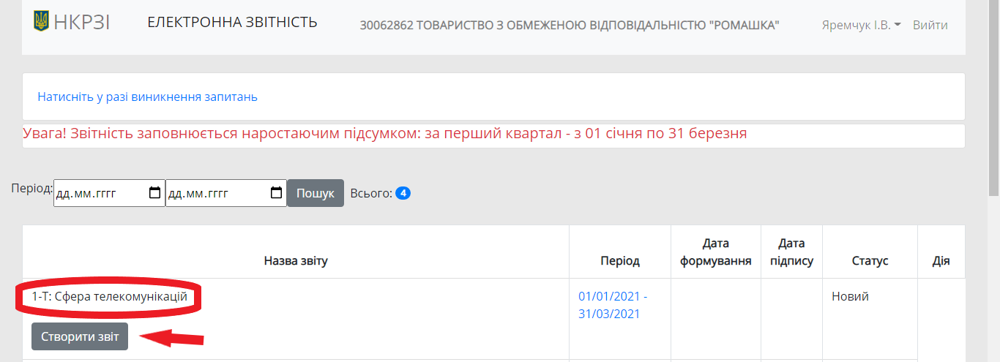 НКРЗІ ЕЛЕКТРОННА ЗВІТНІСТЬ 30062862 ТОВАРИСТВО З ОБМЕЖЕНОЮ ВІДПОВІДАЛЬНІСТЮ "РОМАШКА" Яремчук І.В. Вийти
Натисніть у разі виникнення запитань
Увага! Звітність заповнюється наростаючим підсумком: за перший квартал - з 01 січня по 31 березня
Період: дд.мм.гггг дд.мм.гггг Пошук Всього: 4
Назва звіту Період Дата формування Дата підпису Статус Дія
1-Т: Сфера телекомунікацій 01/01/2021 - Новий
31/03/2021
Створити звіт